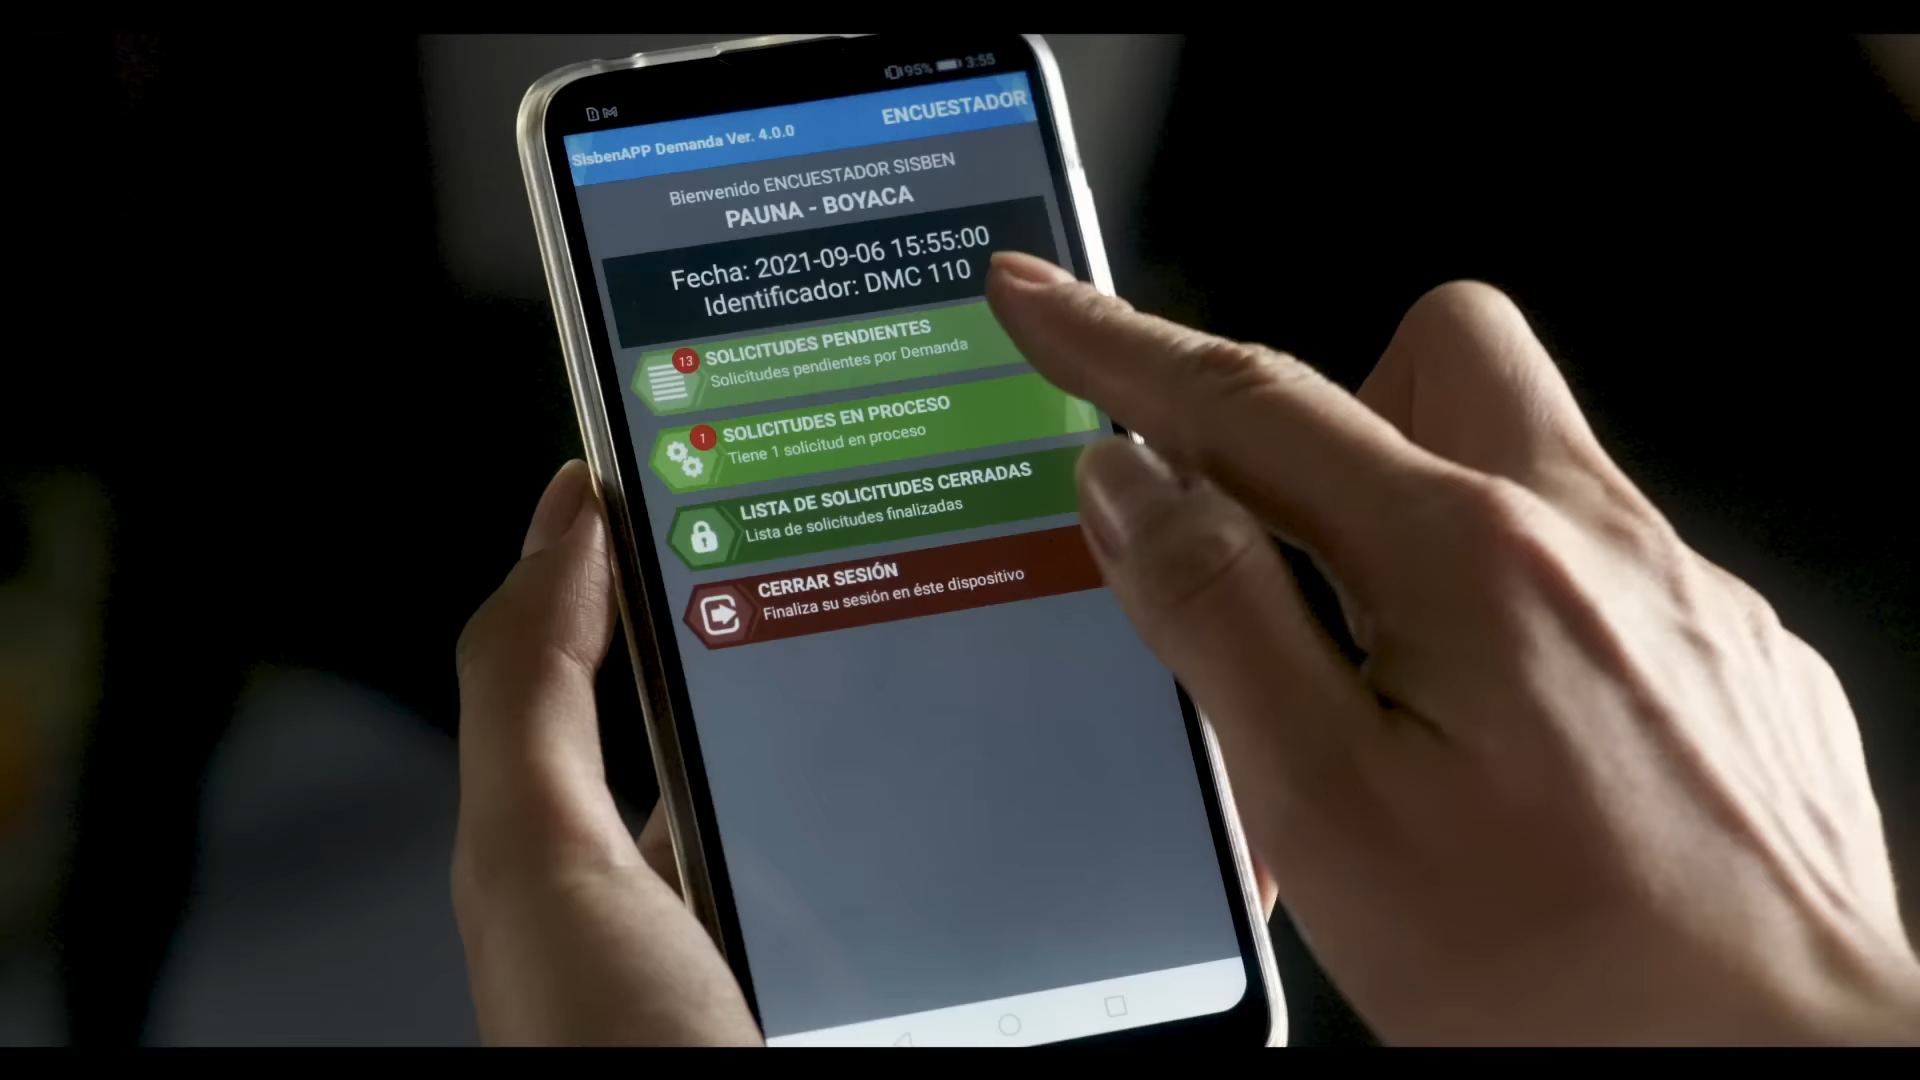 95% 3:55
SisbenAPP Demanda Ver. 4.0.0 ENCUESTADOR
Bienvenido ENCUESTADOR SISBEN
PAUNA - BOYACA
Fecha: 2021-09-06 15:55:00
Identificador: DMC 110
13
SOLICITUDES PENDIENTES
Solicitudes pendientes por Demanda
1
SOLICITUDES EN PROCESO
Tiene 1 solicitud en proceso
LISTA DE SOLICITUDES CERRADAS
Lista de solicitudes finalizadas
CERRAR SESIÓN
Finaliza su sesión en éste dispositivo